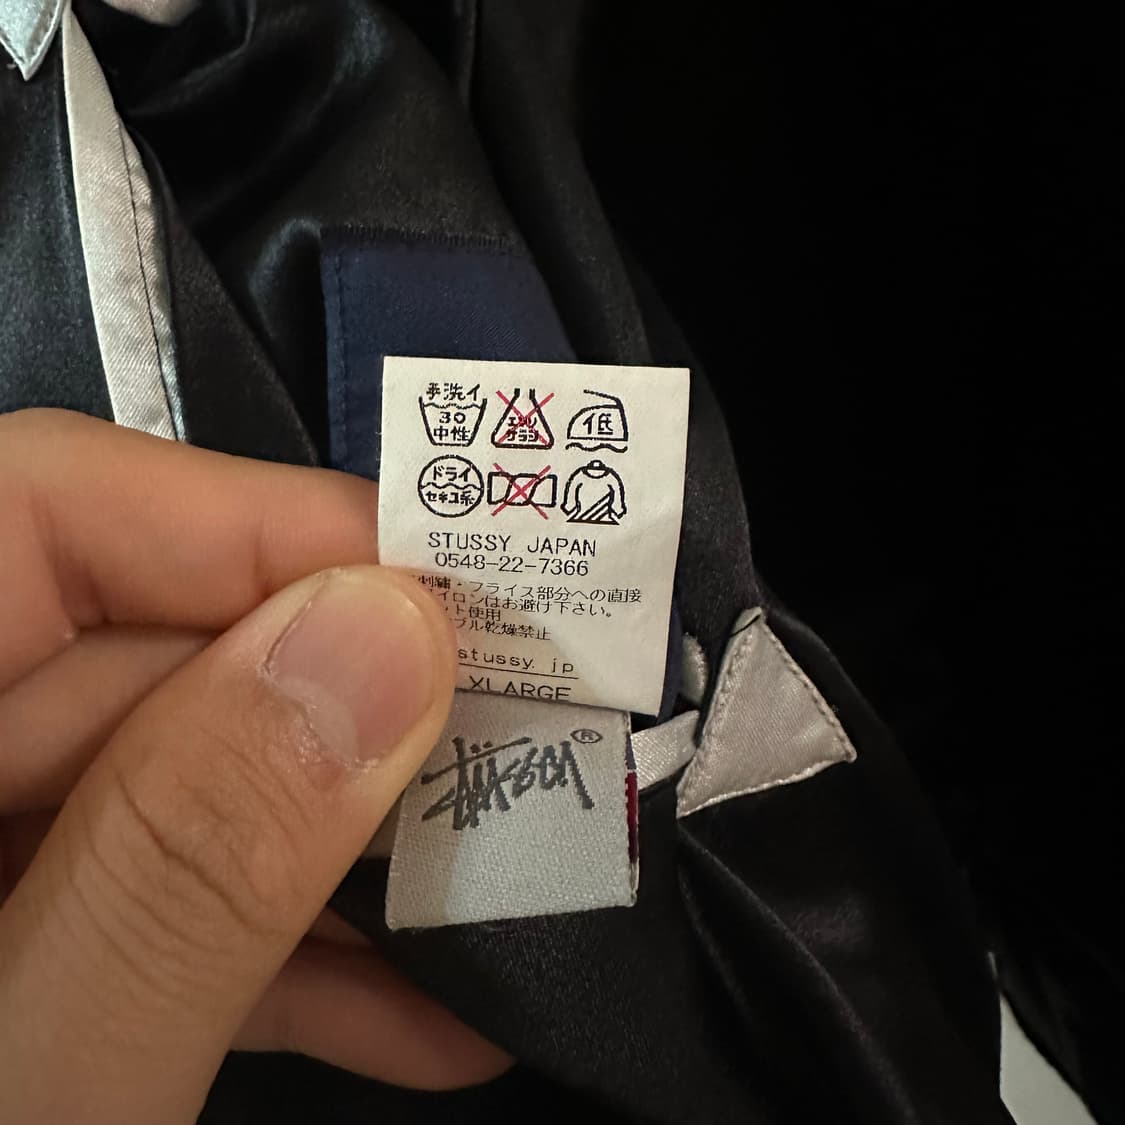 手洗イ
30
中性
エンソ
サラシ
低
ドライ
セキユ系
STUSSY JAPAN
0548-22-7366
刺繍・フライス部分への直接
イロンはお避け下さい。
ット使用
ブル乾燥禁止
stussy.jp
XLARGE
STÜSSY®